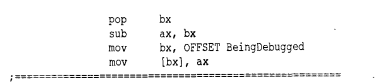 pop bx
sub ax, bx
mov bx, OFFSET BeingDebugged
mov [bx], ax
;==================================================